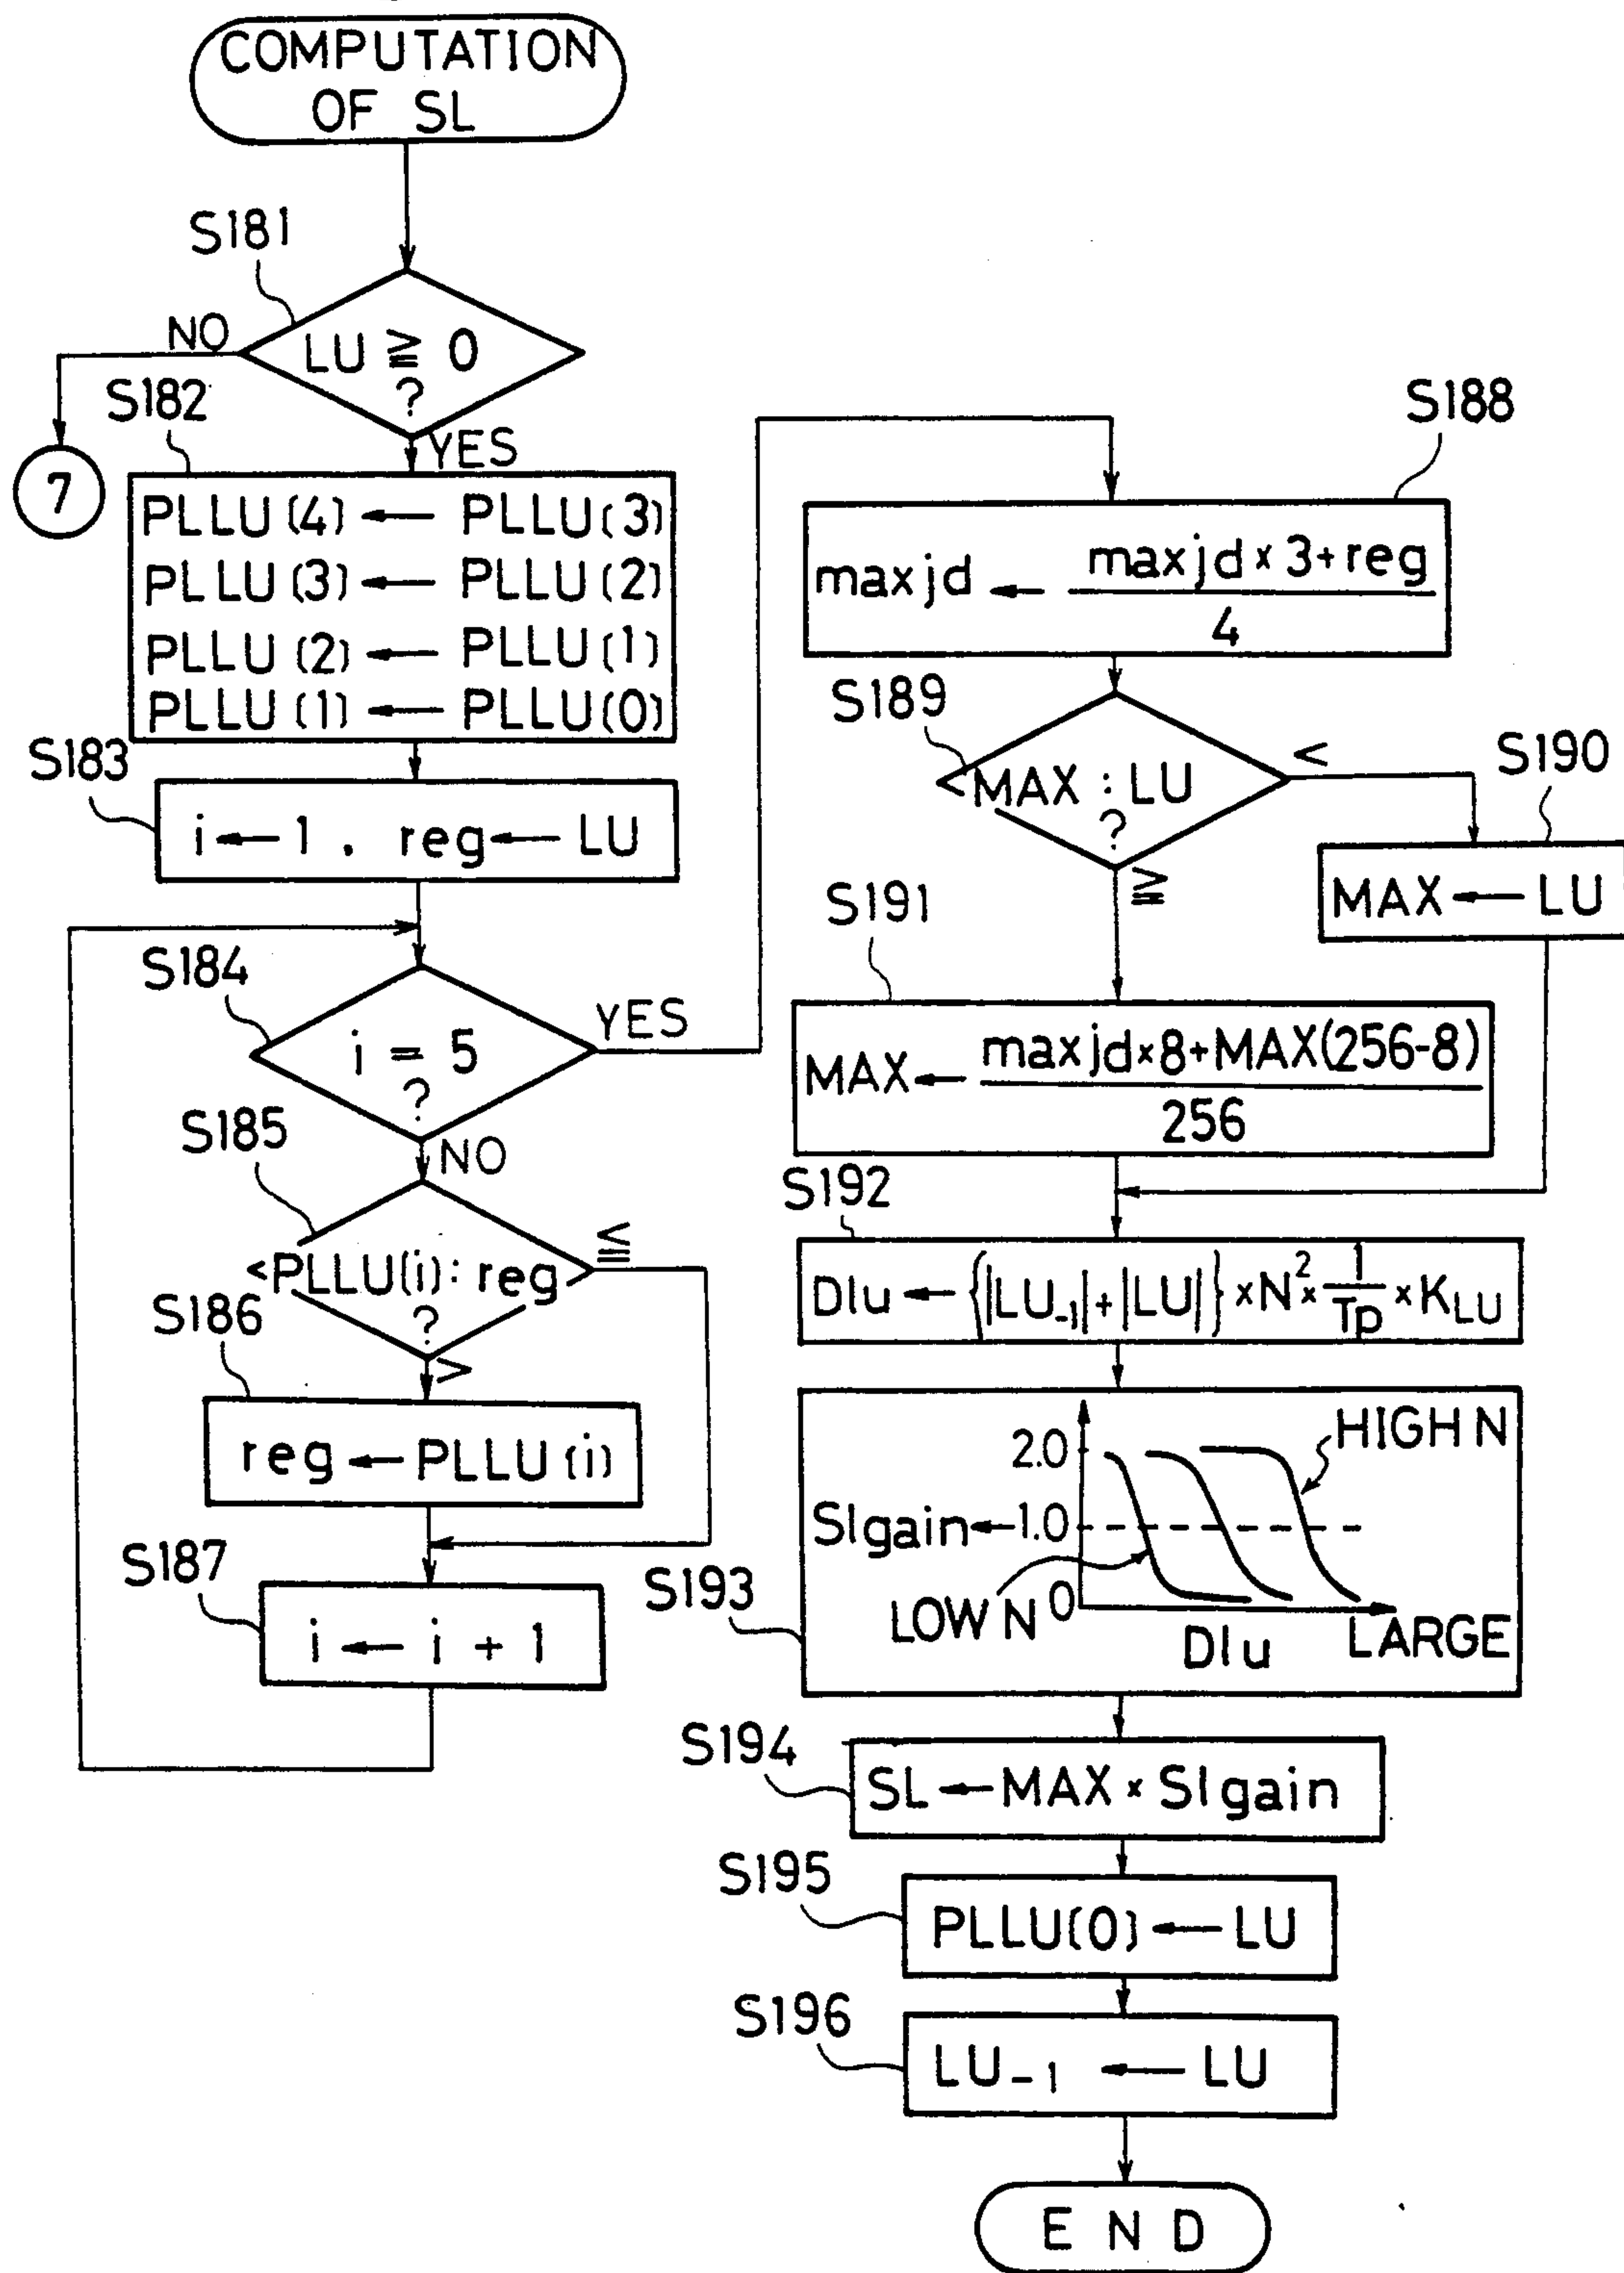 COMPUTATION
OF SL
S181
LU ≧ 0
?
NO
7
YES
S182
PLLU(4) ← PLLU(3)
PLLU(3) ← PLLU(2)
PLLU(2) ← PLLU(1)
PLLU(1) ← PLLU(0)
S183
i ← 1 . reg ← LU
S184
i = 5
?
YES
NO
S185
<PLLU(i) : reg>
?
≦
>
S186
reg ← PLLU(i)
S187
i ← i + 1
S188
maxjd ← maxjd × 3 + reg
4
S189
<MAX : LU
?
<
≧
S190
MAX ← LU
S191
MAX ← maxjd × 8 + MAX(256-8)
256
S192
Dlu ← {|LU₋₁| + |LU|} × N² × 1/Tp × K_LU
S193
2.0
HIGH N
Slgain ← 1.0
LOW N
0
Dlu
LARGE
S194
SL ← MAX × Slgain
S195
PLLU(0) ← LU
S196
LU₋₁ ← LU
END